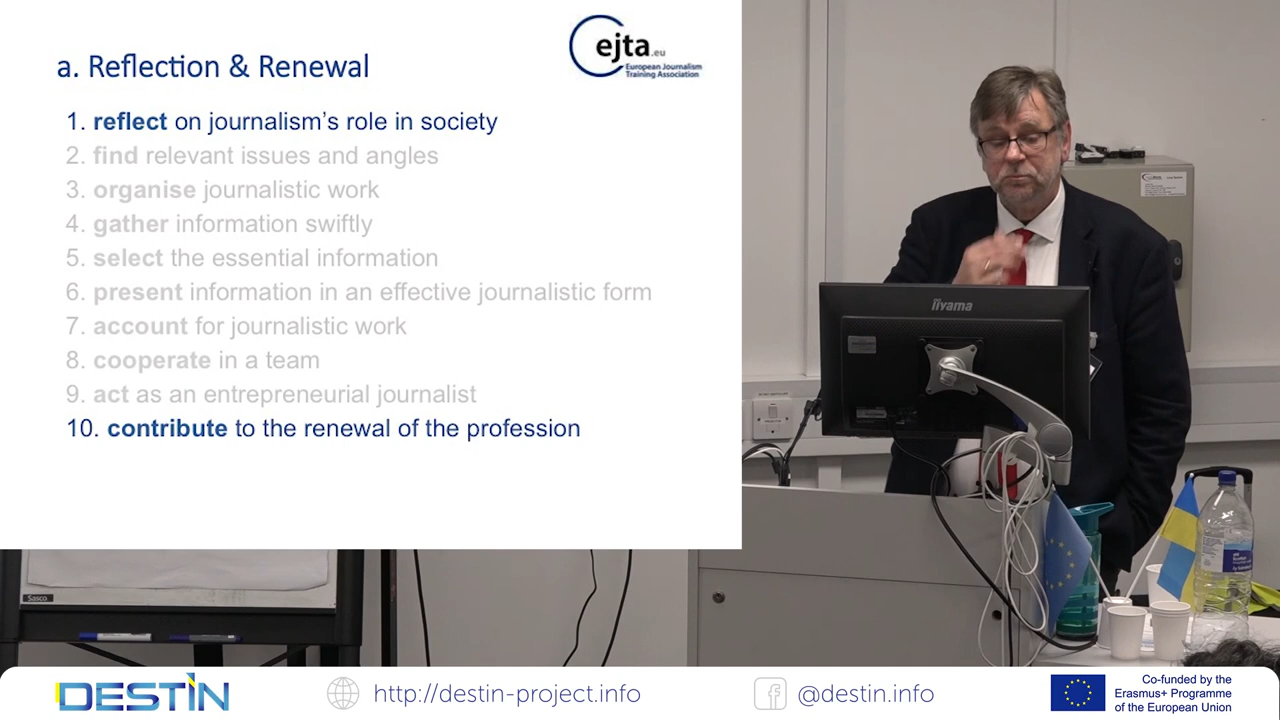 a. Reflection & Renewal
ejta.eu
European Journalism
Training Association
1. reflect on journalism's role in society
2. find relevant issues and angles
3. organise journalistic work
4. gather information swiftly
5. select the essential information
6. present information in an effective journalistic form
7. account for journalistic work
8. cooperate in a team
9. act as an entrepreneurial journalist
10. contribute to the renewal of the profession
iiyama
Sasco
DESTIN
http://destin-project.info
@destin.info
Co-funded by the
Erasmus+ Programme
of the European Union